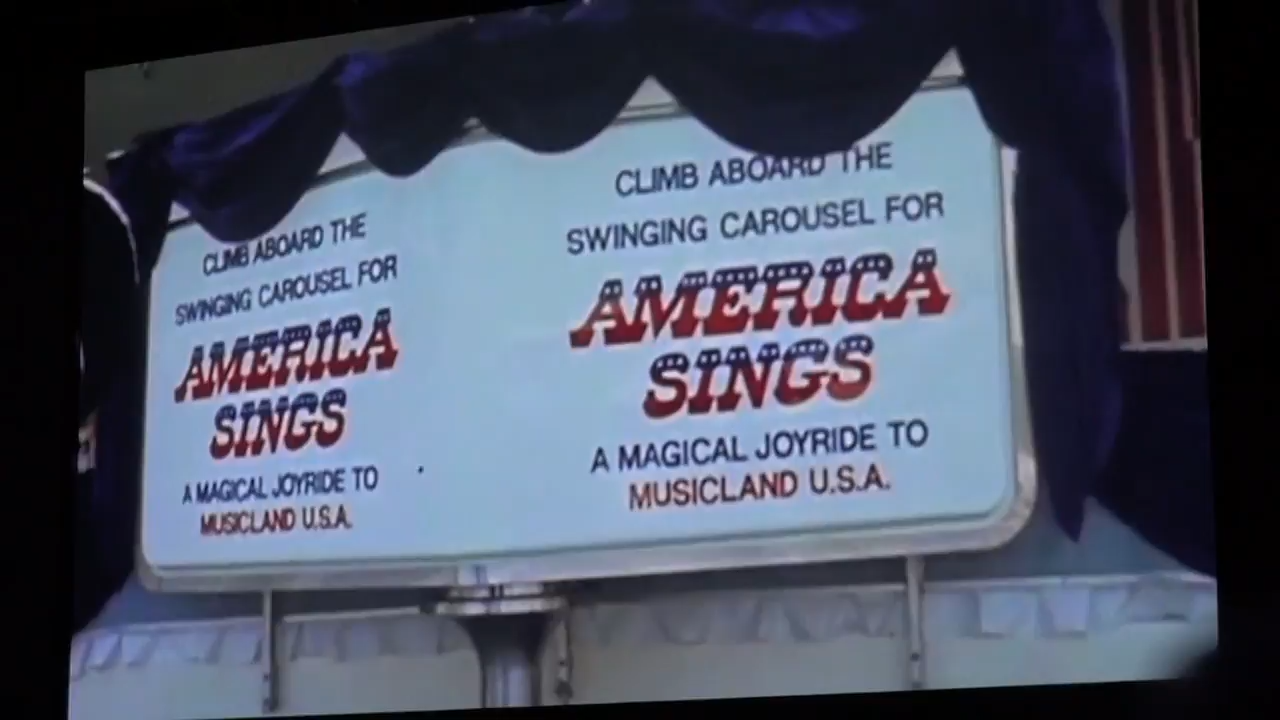 CLIMB ABOARD THE
SWINGING CAROUSEL FOR
AMERICA
SINGS
A MAGICAL JOYRIDE TO
MUSICLAND U.S.A.
CLIMB ABOARD THE
SWINGING CAROUSEL FOR
AMERICA
SINGS
A MAGICAL JOYRIDE TO
MUSICLAND U.S.A.